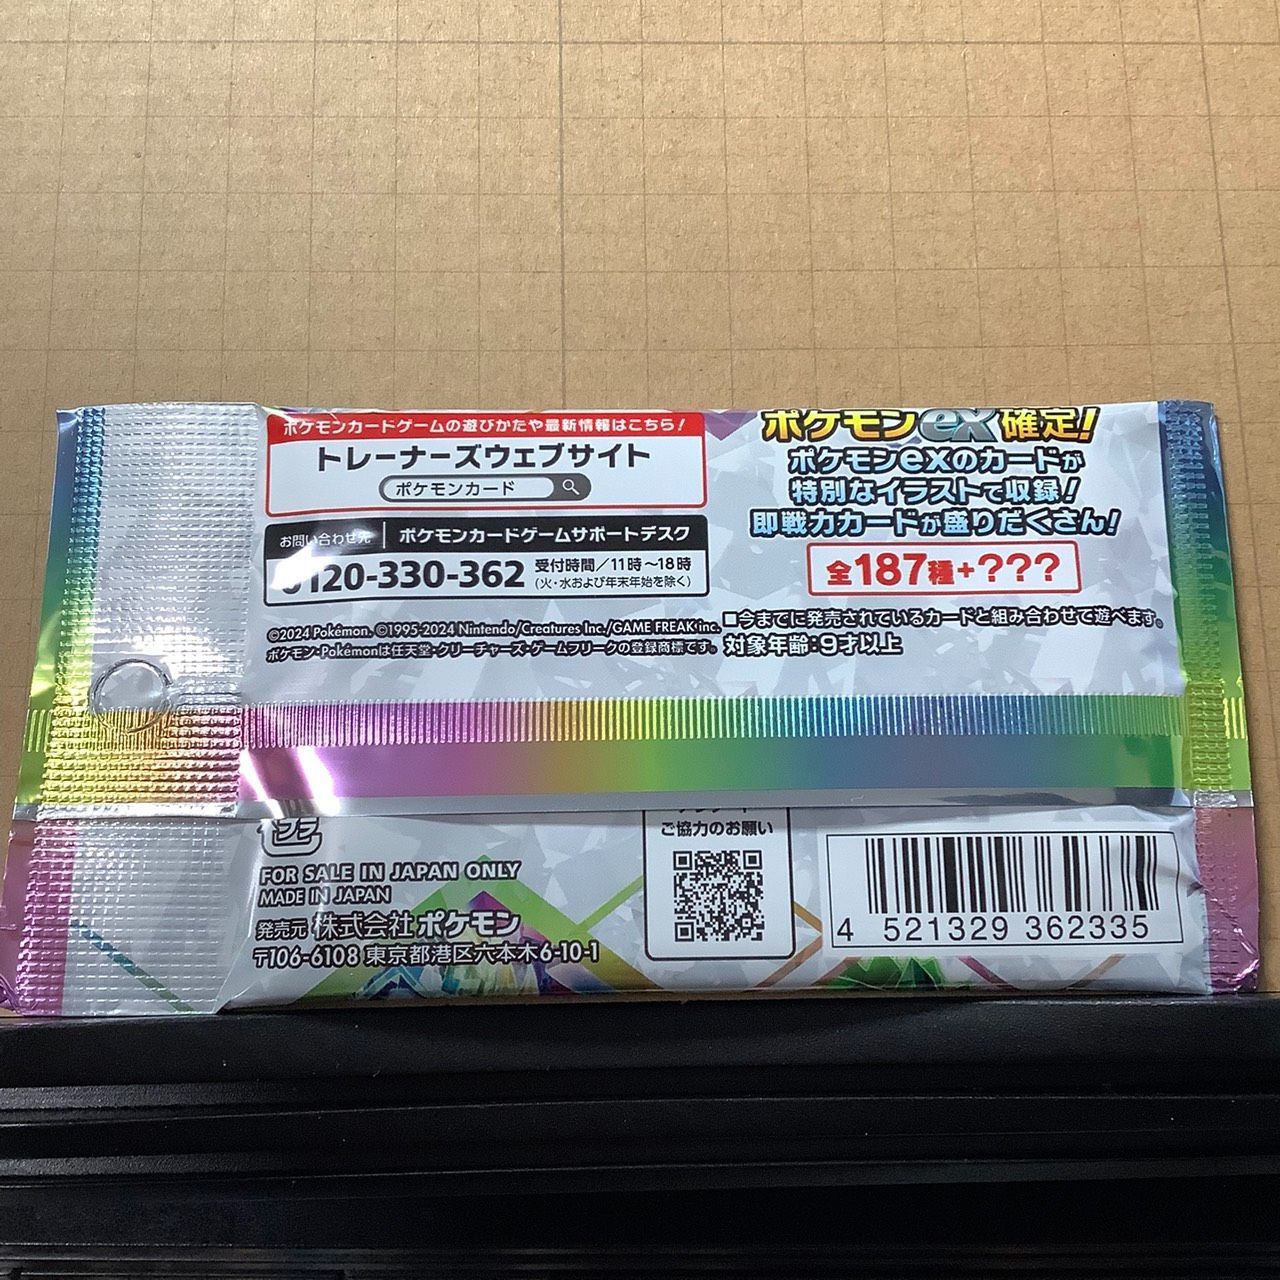 ポケモンカードゲームの遊びかたや最新情報はこちら!
トレーナーズウェブサイト
ポケモンカード
お問い合わせ先 ポケモンカードゲームサポートデスク
0120-330-362 受付時間/11時~18時
(火・水および年末年始を除く)
©2024 Pokémon. ©1995-2024 Nintendo/Creatures Inc./GAME FREAK inc.
ポケモン・Pokémonは任天堂・クリーチャーズ・ゲームフリークの登録商標です。
ポケモンex確定!
ポケモンexのカードが
特別なイラストで収録!
即戦力カードが盛りだくさん!
全187種+???
■今までに発売されているカードと組み合わせて遊べます。
対象年齢:9才以上
プラ
FOR SALE IN JAPAN ONLY
MADE IN JAPAN
発売元 株式会社ポケモン
〒106-6108 東京都港区六本木6-10-1
ご協力のお願い
4 521329 362335